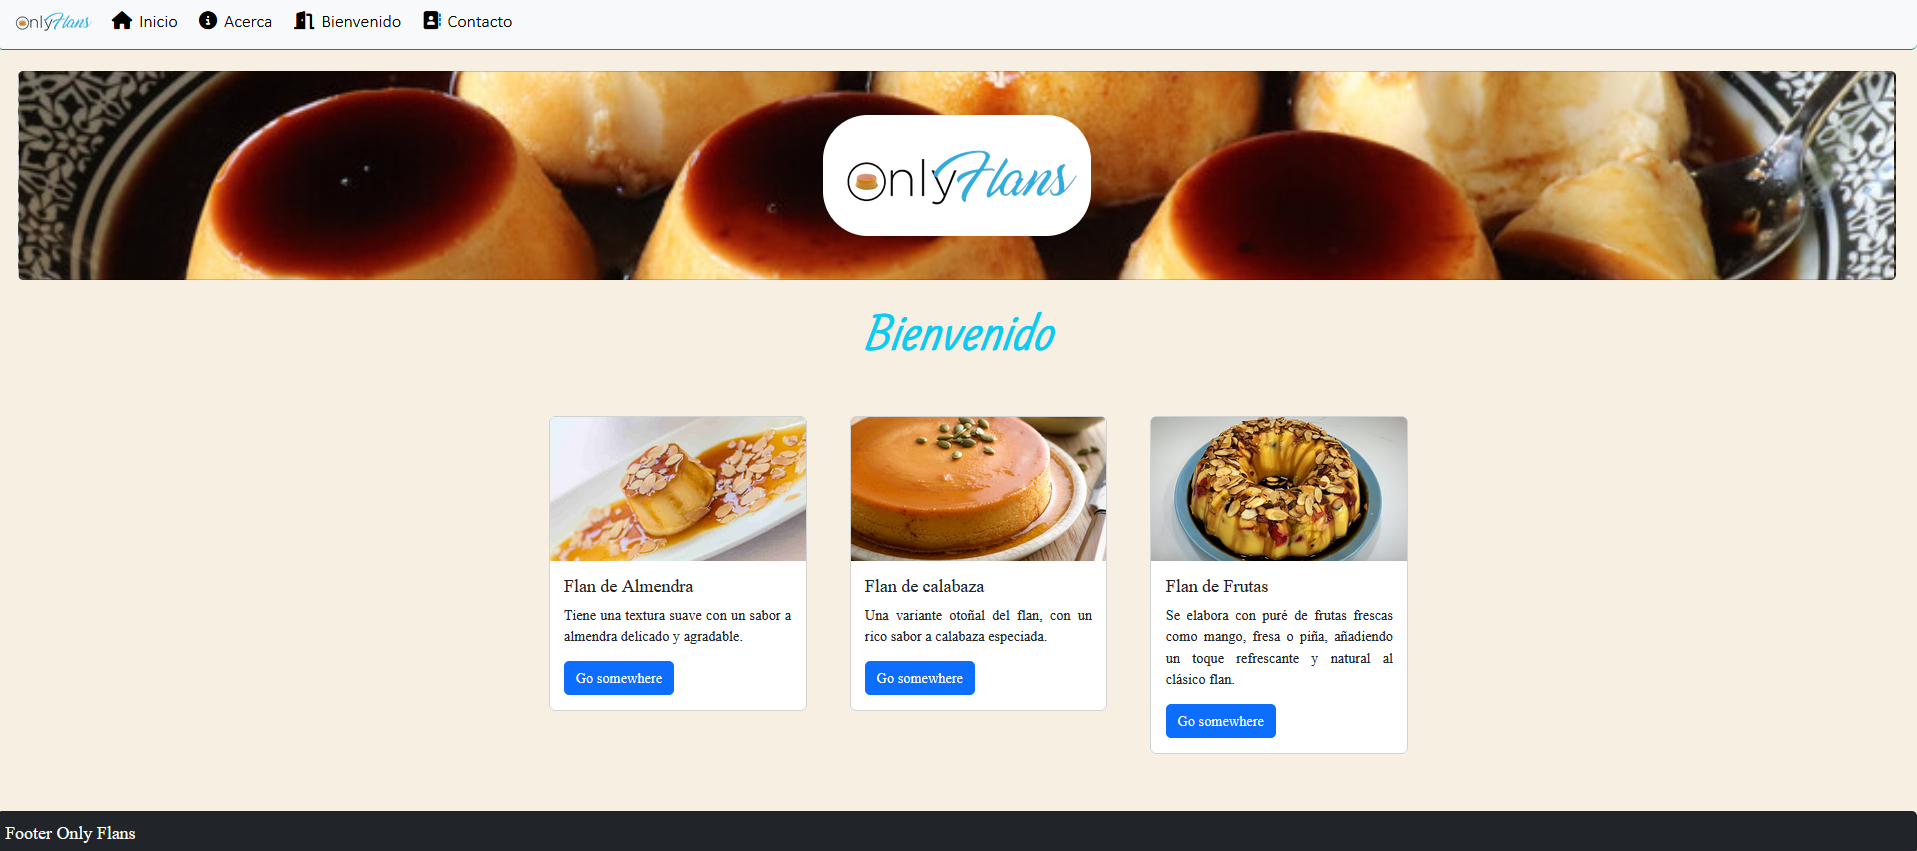 OnlyFlans Inicio Acerca Bienvenido Contacto
OnlyFlans
Bienvenido
Flan de Almendra
Tiene una textura suave con un sabor a
almendra delicado y agradable.
Go somewhere
Flan de calabaza
Una variante otoñal del flan, con un
rico sabor a calabaza especiada.
Go somewhere
Flan de Frutas
Se elabora con puré de frutas frescas
como mango, fresa o piña, añadiendo
un toque refrescante y natural al
clásico flan.
Go somewhere
Footer Only Flans